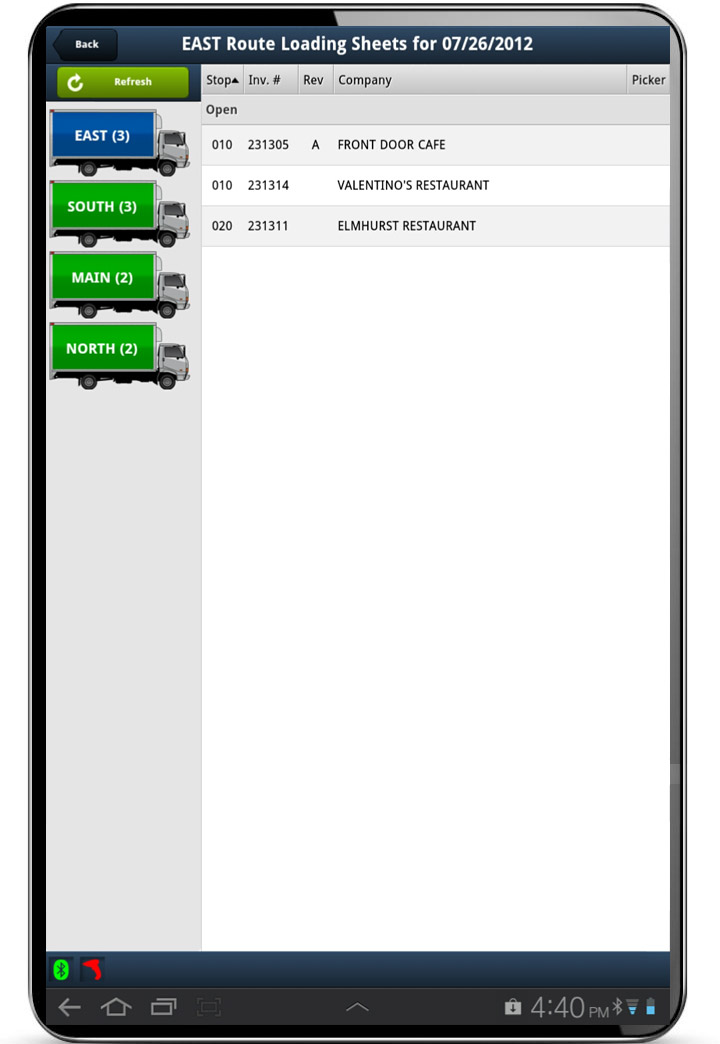 Back
EAST Route Loading Sheets for 07/26/2012
Refresh
Stop Inv. # Rev Company Picker
Open
010 231305 A FRONT DOOR CAFE
010 231314 VALENTINO'S RESTAURANT
020 231311 ELMHURST RESTAURANT
EAST (3)
SOUTH (3)
MAIN (2)
NORTH (2)
4:40 PM